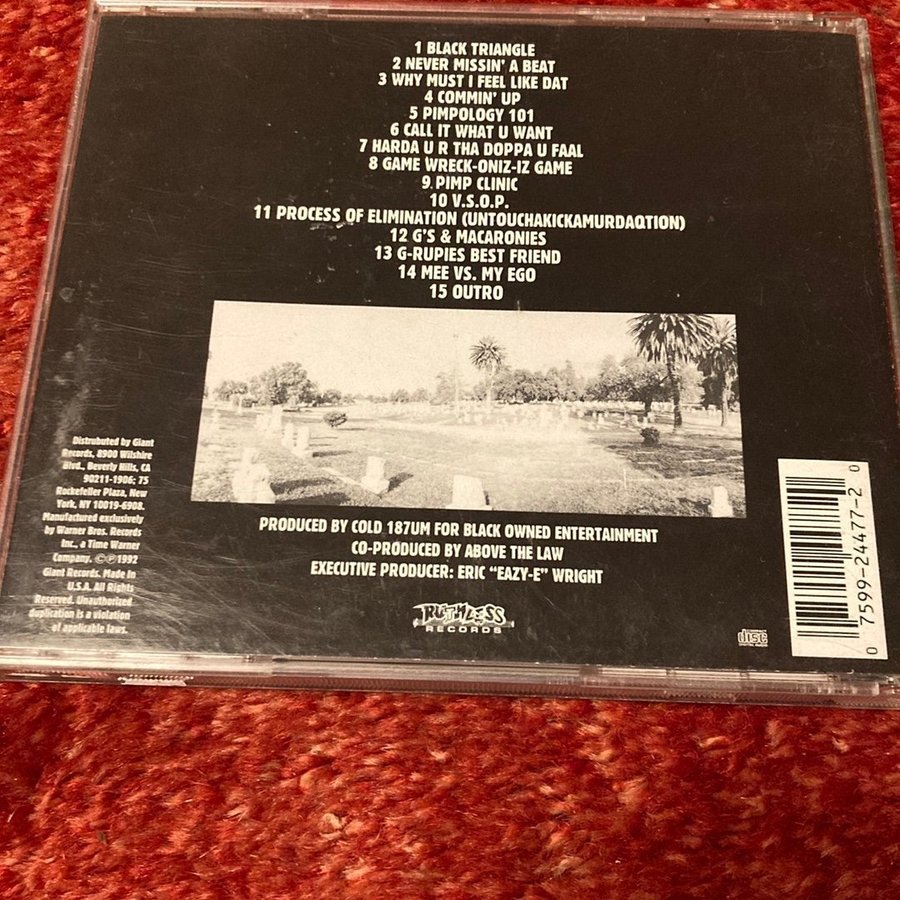 1 BLACK TRIANGLE
2 NEVER MISSIN' A BEAT
3 WHY MUST I FEEL LIKE DAT
4 COMMIN' UP
5 PIMPOLOGY 101
6 CALL IT WHAT U WANT
7 HARDA U R THA DOPPA U FAAL
8 GAME WRECK-ONIZ-IZ GAME
9. PIMP CLINIC
10 V.S.O.P.
11 PROCESS OF ELIMINATION (UNTOUCHAKICKAMURDAQTION)
12 G'S & MACARONIES
13 G-RUPIES BEST FRIEND
14 MEE VS. MY EGO
15 OUTRO
Distrubuted by Giant
Records, 8900 Wilshire
Blvd., Beverly Hills, CA
90211-1906; 75
Rockefeller Plaza, New
York, NY 10019-6908.
Manufactured exclusively
by Warner Bros. Records
Inc., a Time Warner
Company. ©℗1992
Giant Records. Made In
U.S.A. All Rights
Reserved. Unauthorized
duplication is a violation
of applicable laws.
PRODUCED BY COLD 187UM FOR BLACK OWNED ENTERTAINMENT
CO-PRODUCED BY ABOVE THE LAW
EXECUTIVE PRODUCER: ERIC "EAZY-E" WRIGHT
RUTHLESS
RECORDS
COMPACT
disc
DIGITAL AUDIO
0 7599-24477-2 0